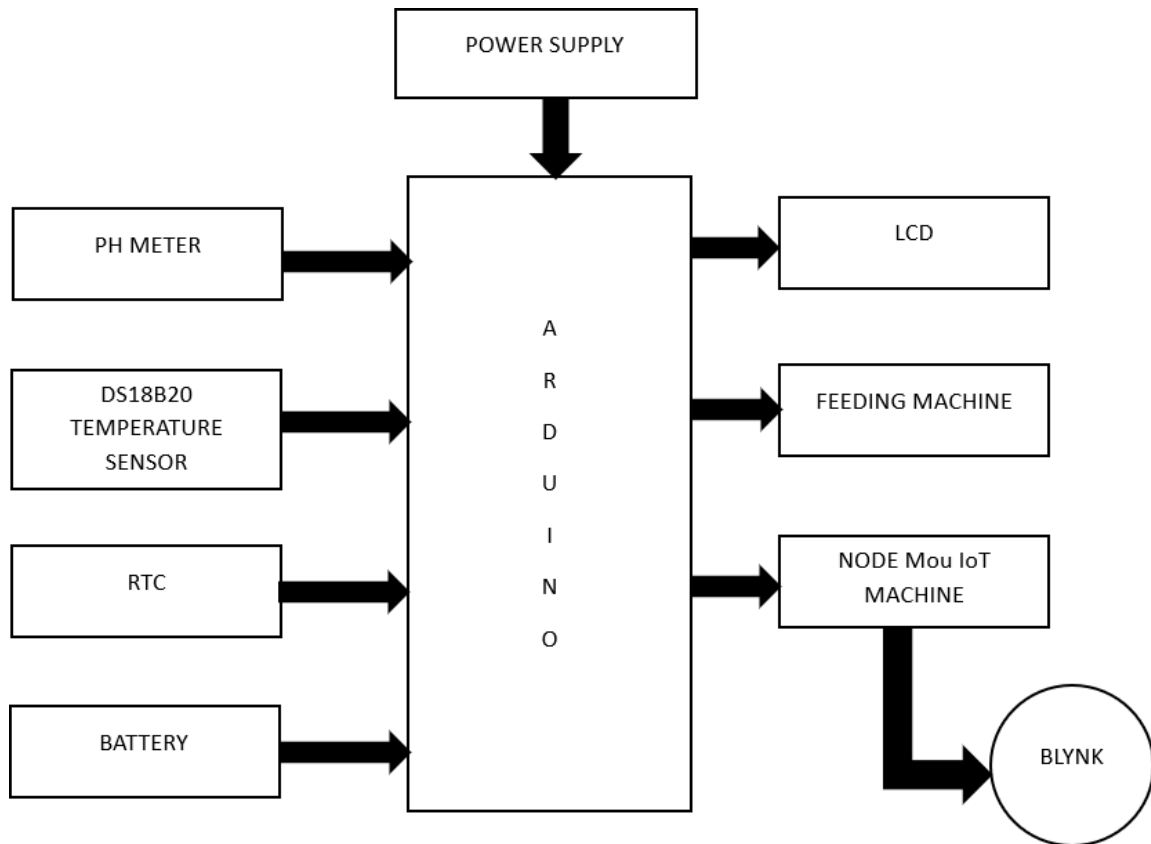 POWER SUPPLY
PH METER
DS18B20
TEMPERATURE
SENSOR
RTC
BATTERY
A
R
D
U
I
N
O
LCD
FEEDING MACHINE
NODE Mou IoT
MACHINE
BLYNK